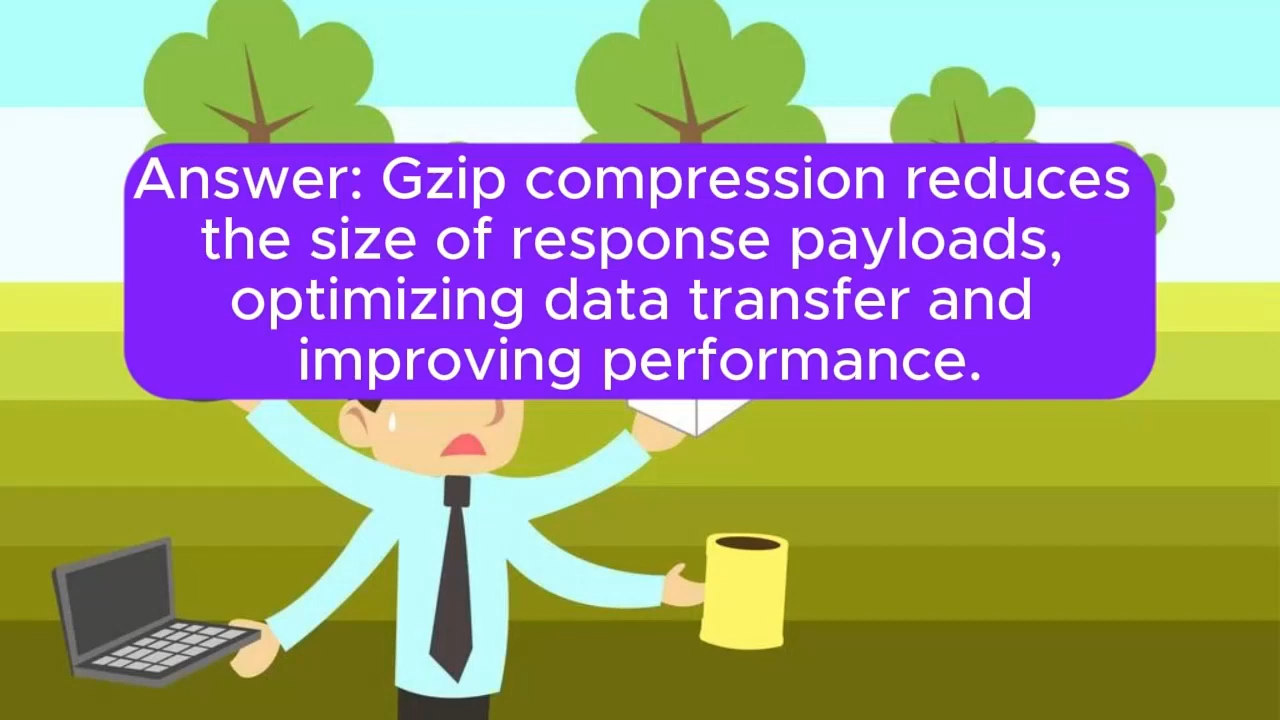 Answer: Gzip compression reduces
the size of response payloads,
optimizing data transfer and
improving performance.